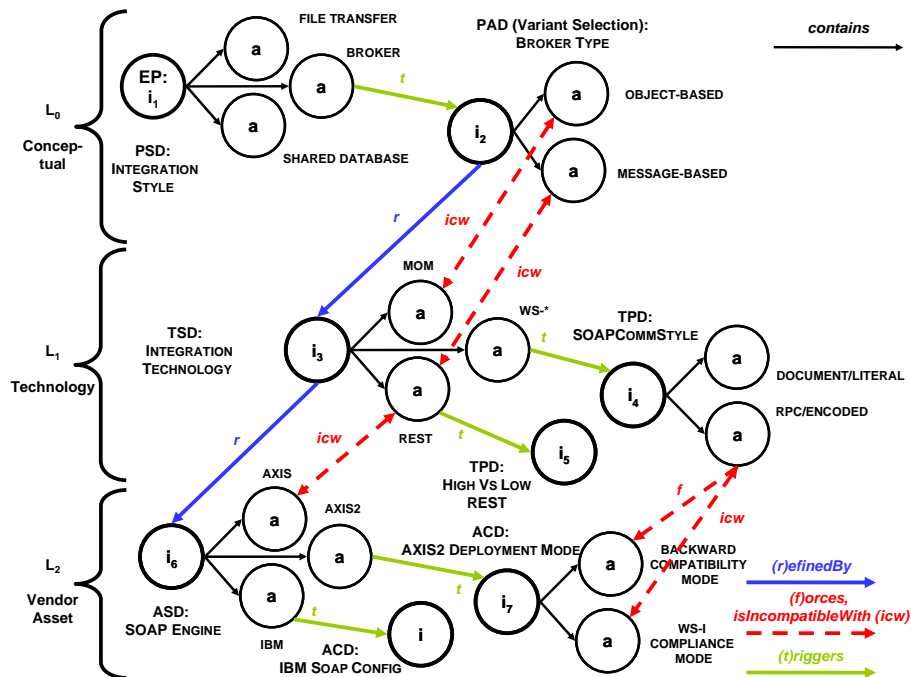 FILE TRANSFER
PAD (Variant Selection):
BROKER TYPE
contains
a
BROKER
EP:
i1
a
a
OBJECT-BASED
t
L0
Concep-
tual
a
i2
SHARED DATABASE
PSD:
INTEGRATION
STYLE
a
MESSAGE-BASED
r
icw
icw
MOM
a
WS-*
TPD:
SOAPCOMMSTYLE
t
TSD:
INTEGRATION
TECHNOLOGY
i3
a
a
L1
Technology
DOCUMENT/LITERAL
a
i4
RPC/ENCODED
a
REST
icw
r
t
i5
TPD:
HIGH VS LOW
REST
AXIS
f
icw
a
AXIS2
ACD:
AXIS2 DEPLOYMENT MODE
i6
a
a
BACKWARD
COMPATIBILITY
MODE
L2
Vendor
Asset
t
i7
(r)efinedBy
a
ASD:
SOAP ENGINE
t
IBM
ACD:
IBM SOAP CONFIG
i
a
WS-I
COMPLIANCE
MODE
(f)orces,
isIncompatibleWith (icw)
(t)riggers